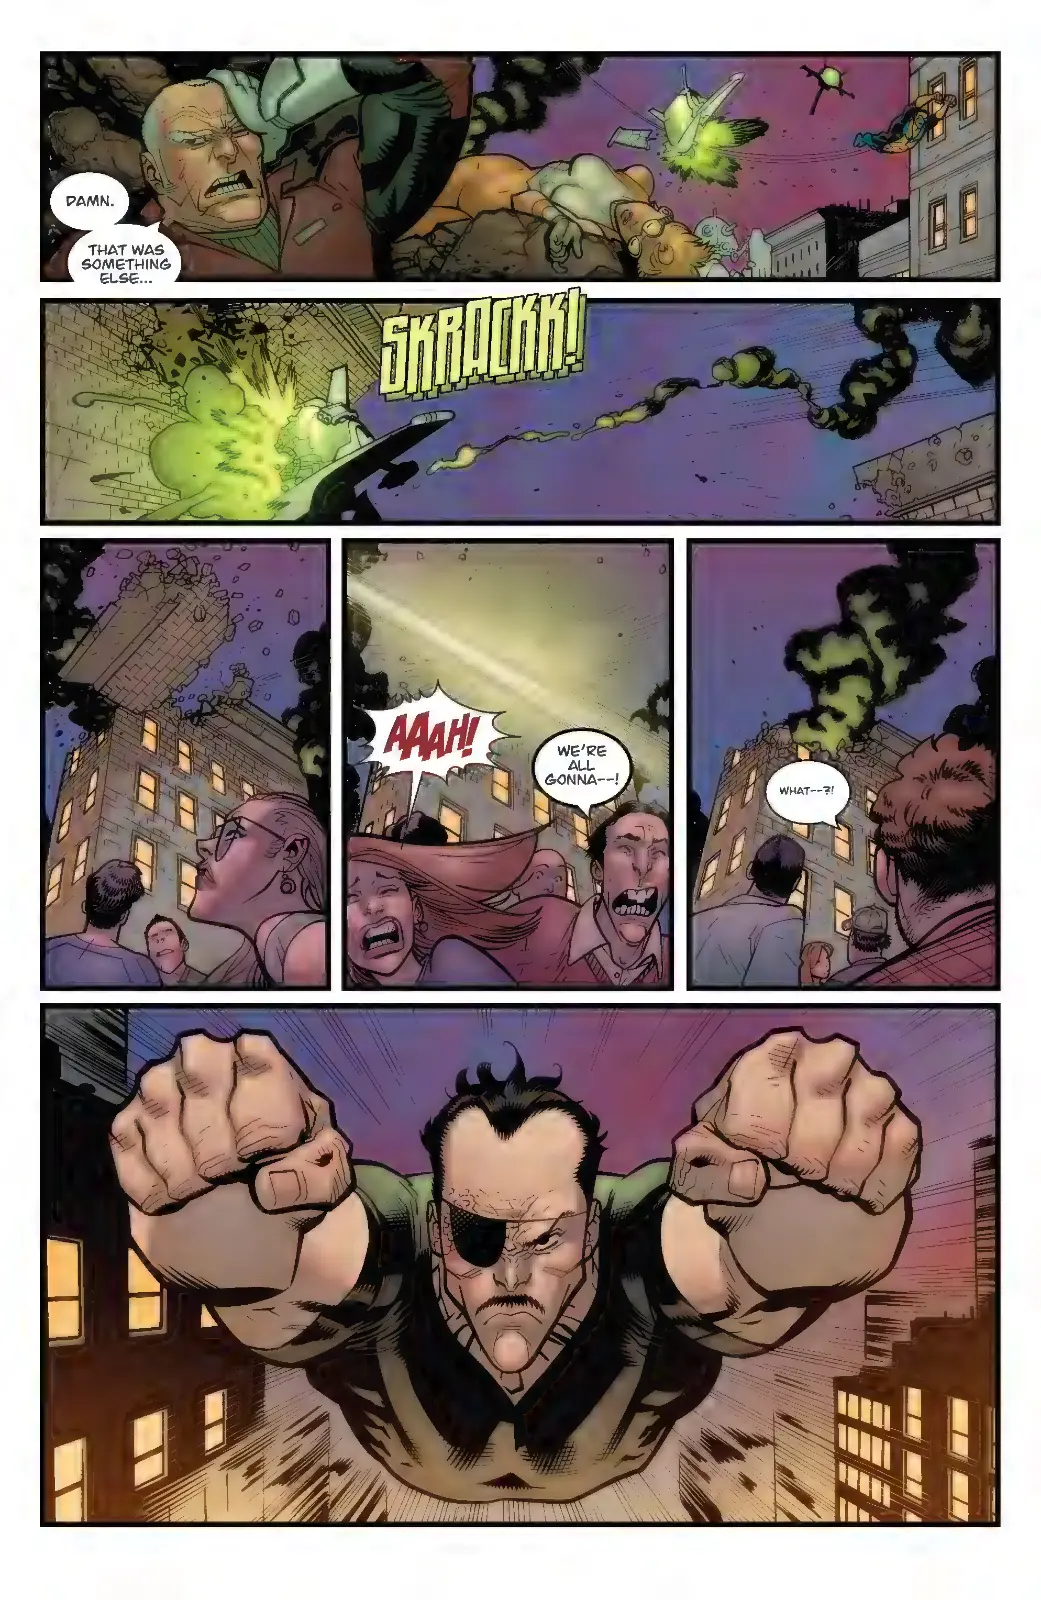 DAMN.
THAT WAS
SOMETHING
ELSE...
SKRACKK!
AAAH!
WE'RE
ALL
GONNA--!
WHAT--?!